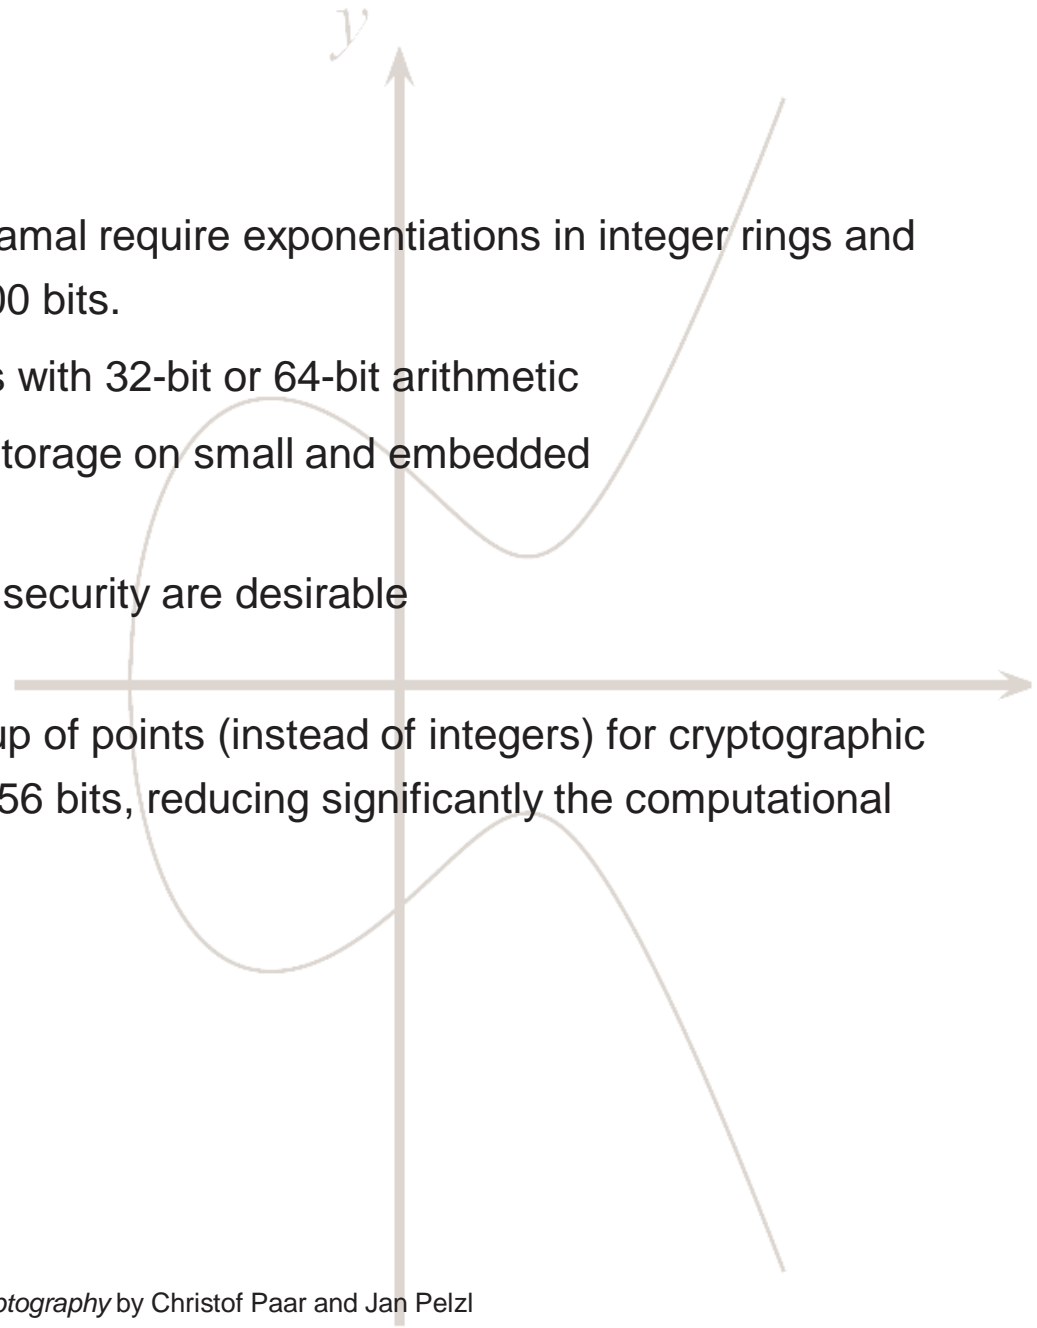 y
amal require exponentiations in integer rings and
00 bits.
s with 32-bit or 64-bit arithmetic
torage on small and embedded
security are desirable
up of points (instead of integers) for cryptographic
56 bits, reducing significantly the computational
ptography by Christof Paar and Jan Pelzl